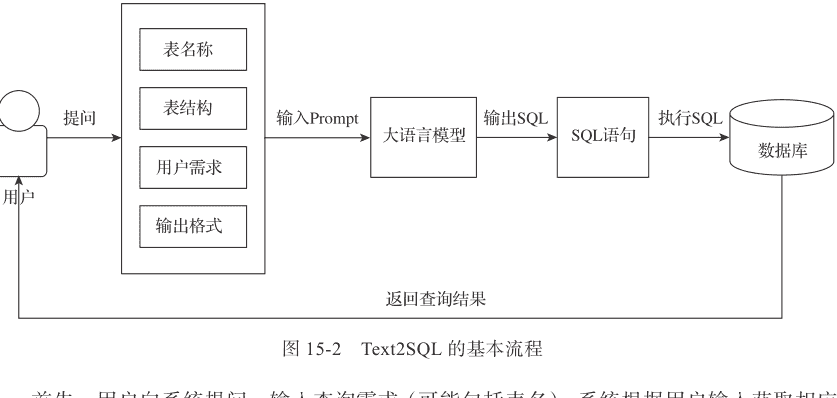 表名称
表结构
用户需求
输出格式
提问
用户
输入Prompt
大语言模型
输出SQL
SQL语句
执行SQL
数据库
返回查询结果
图 15-2 Text2SQL 的基本流程